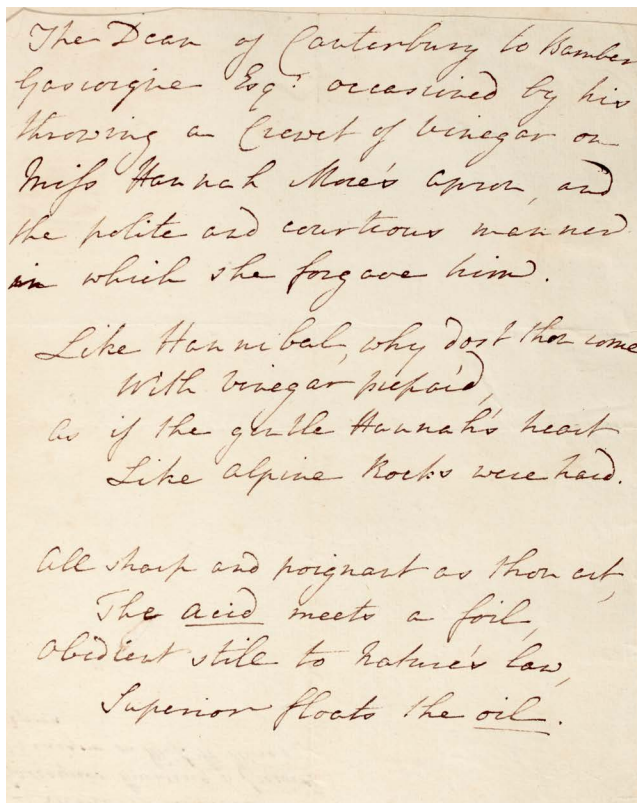 The Dean of Canterbury to Bamber
Gascoigne Esqr. occasioned by his
throwing a Crewet of Vinegar on
Miss Hannah More's apron, and
the polite and courtious manner
in which she forgave him.
Like Hannibal, why dost thou come
With Vinegar prepar'd,
as if the gentle Hannah's heart
Like Alpine Rocks were hard.
All sharp and poignant as thou art,
The acid meets a foil,
Obedient still to Nature's law,
Superior floats the oil.